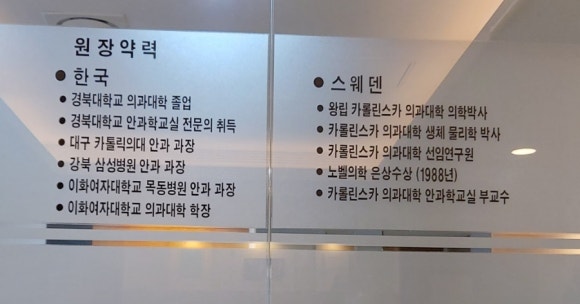 원장약력
● 한국
● 경북대학교 의과대학 졸업
● 경북대학교 안과학교실 전문의 취득
● 대구 카톨릭의대 안과 과장
● 강북 삼성병원 안과 과장
● 이화여자대학교 목동병원 안과 과장
● 이화여자대학교 의과대학 학장
● 스웨덴
● 왕립 카롤린스카 의과대학 의학박사
● 카롤린스카 의과대학 생체 물리학 박사
● 카롤린스카 의과대학 선임연구원
● 노벨의학 은상수상 (1988년)
● 카롤린스카 의과대학 안과학교실 부교수